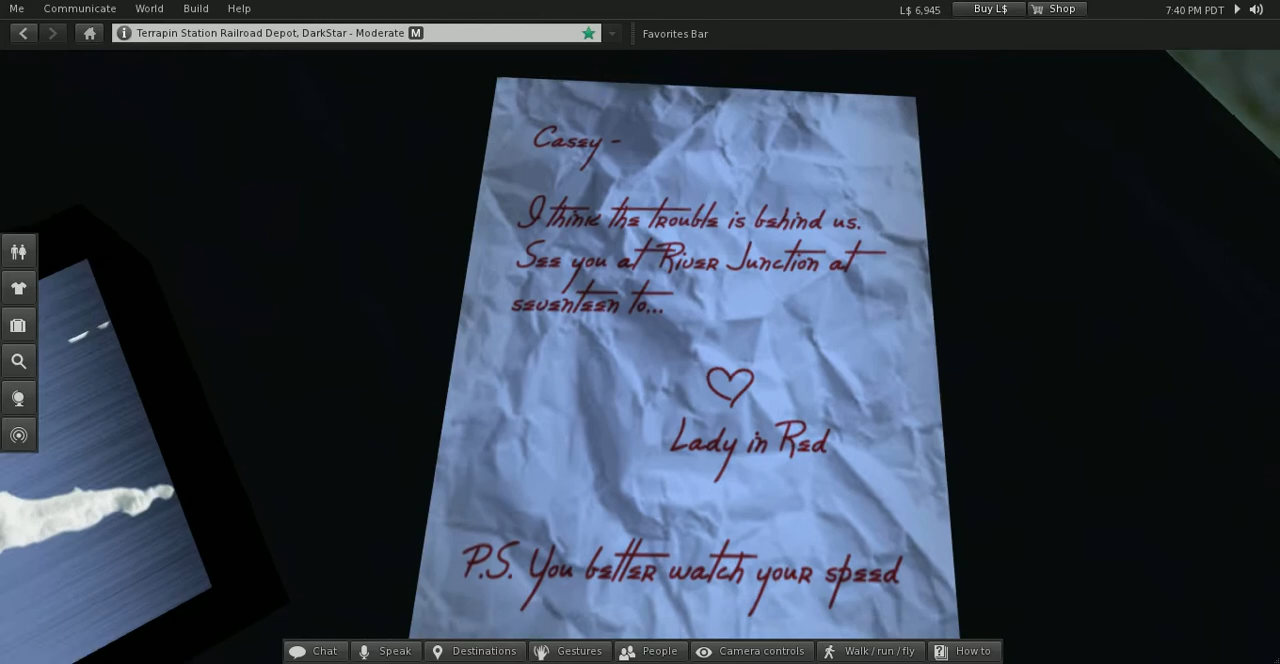 Me Communicate World Build Help L$ 6,945 Buy L$ Shop 7:40 PM PDT
Terrapin Station Railroad Depot, DarkStar - Moderate M Favorites Bar
Casey -
I think the trouble is behind us.
See you at River Junction at
seventeen to...
Lady in Red
P.S. You better watch your speed
Chat Speak Destinations Gestures People Camera controls Walk / run / fly How to